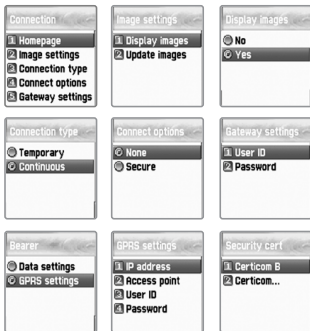 Connection
1 Homepage
2 Image settings
3 Connection type
4 Connect options
5 Gateway settings
Image settings
1 Display images
2 Update images
Display images
No
Yes
Connection type
Temporary
Continuous
Connect options
None
Secure
Gateway settings
1 User ID
2 Password
Bearer
Data settings
GPRS settings
GPRS settings
1 IP address
2 Access point
3 User ID
4 Password
Security cert
1 Certicom B
2 Certicom...